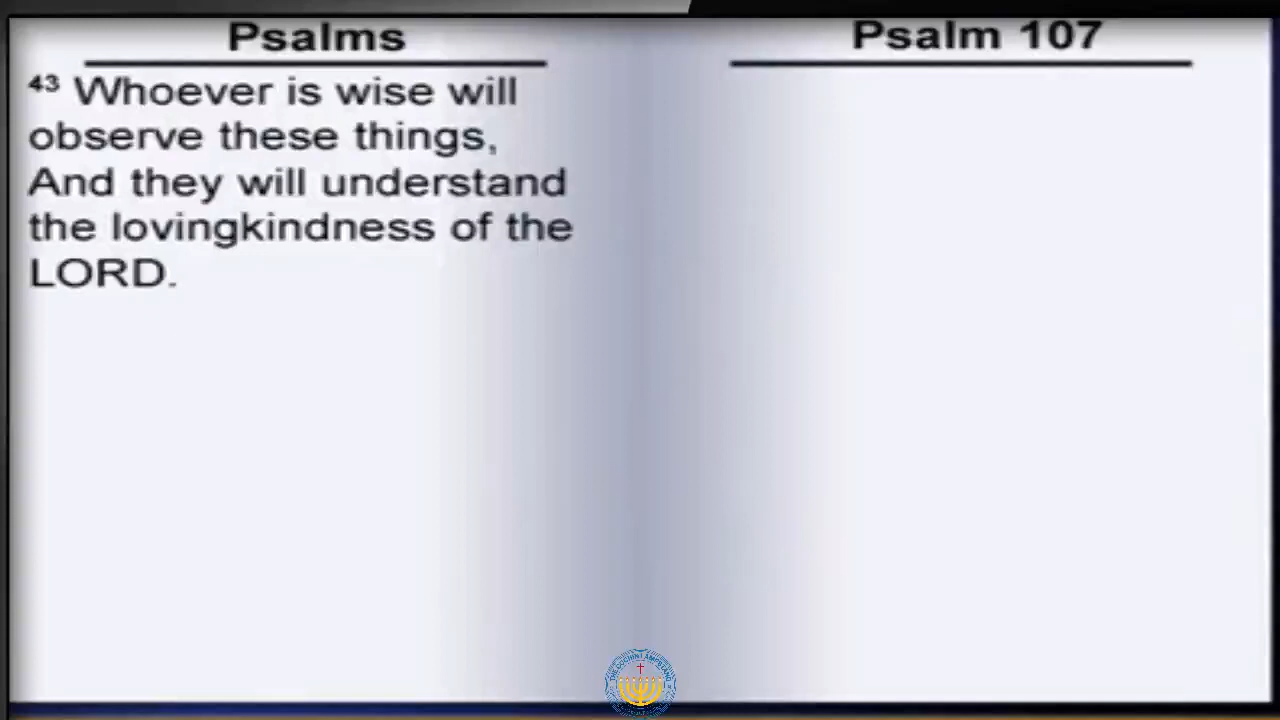 Psalms
Psalm 107
43 Whoever is wise will
observe these things,
And they will understand
the lovingkindness of the
LORD.